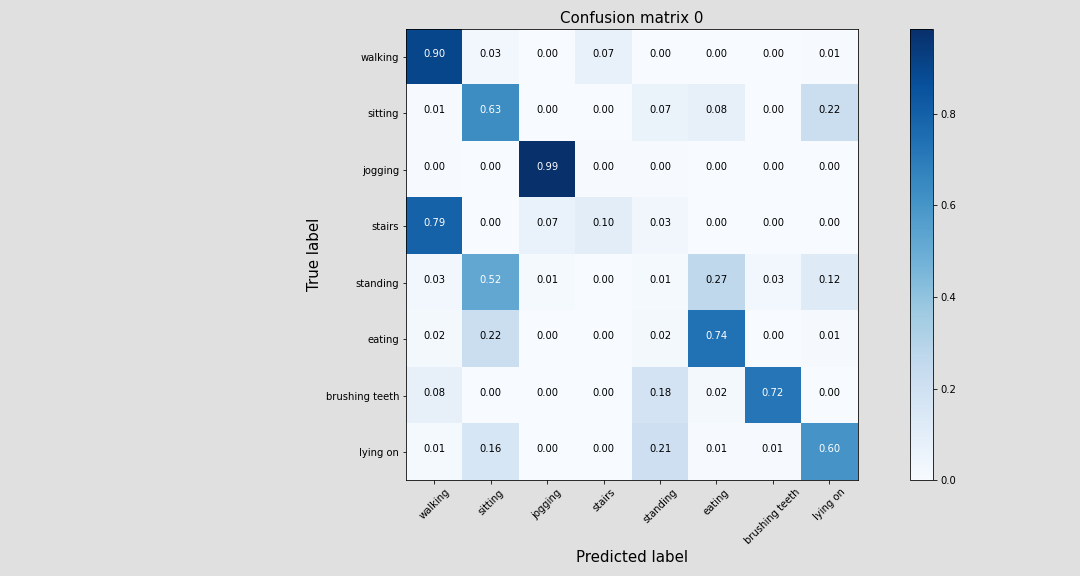 Confusion matrix 0
walking 0.90 0.03 0.00 0.07 0.00 0.00 0.00 0.01
sitting 0.01 0.63 0.00 0.00 0.07 0.08 0.00 0.22
jogging 0.00 0.00 0.99 0.00 0.00 0.00 0.00 0.00
stairs 0.79 0.00 0.07 0.10 0.03 0.00 0.00 0.00
standing 0.03 0.52 0.01 0.00 0.01 0.27 0.03 0.12
eating 0.02 0.22 0.00 0.00 0.02 0.74 0.00 0.01
brushing teeth 0.08 0.00 0.00 0.00 0.18 0.02 0.72 0.00
lying on 0.01 0.16 0.00 0.00 0.21 0.01 0.01 0.60
walking sitting jogging stairs standing eating brushing teeth lying on
Predicted label
True label
0.8
0.6
0.4
0.2
0.0